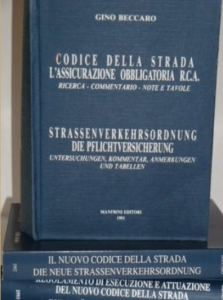 GINO BECCARO
CODICE DELLA STRADA
L'ASSICURAZIONE OBBLIGATORIA R.C.A.
RICERCA - COMMENTARIO - NOTE E TAVOLE
STRASSENVERKEHRSORDNUNG
DIE PFLICHTVERSICHERUNG
UNTERSUCHUNGEN, KOMMENTAR, ANMERKUNGEN
UND TABELLEN
MANFRINI EDITORI
IL NUOVO CODICE DELLA STRADA
DIE NEUE STRASSENVERKEHRSORDNUNG
REGOLAMENTO DI ESECUZIONE E ATTUAZIONE
DEL NUOVO CODICE DELLA STRADA